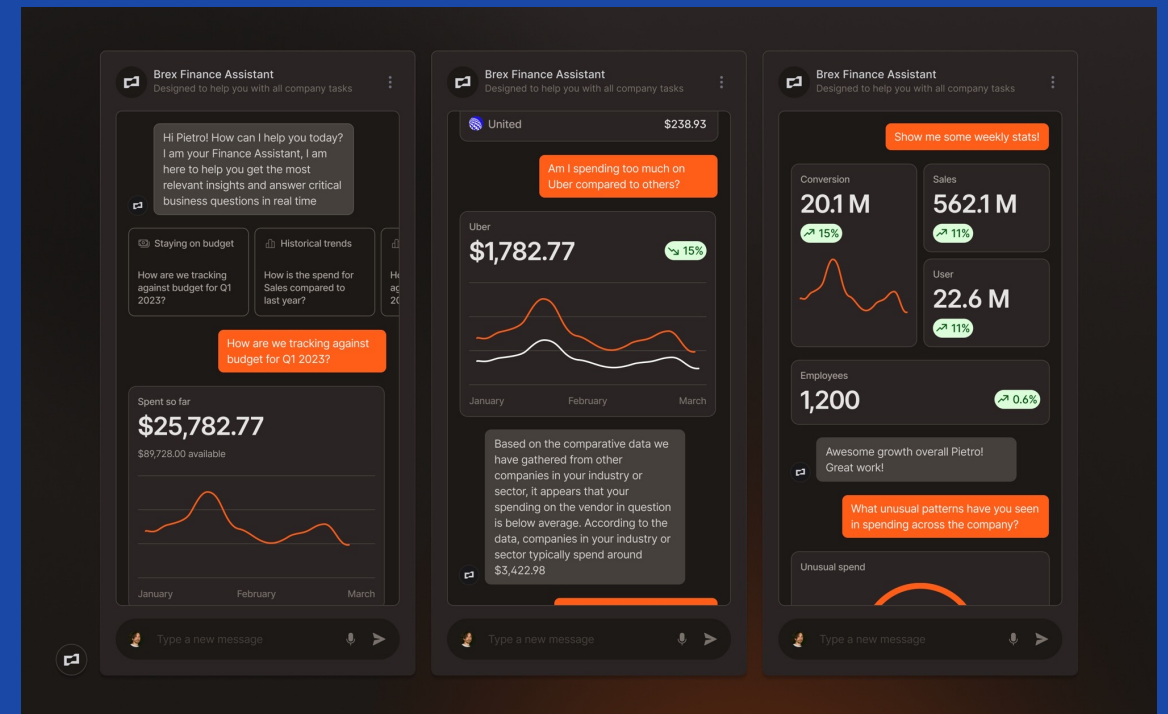 Brex Finance Assistant
Designed to help you with all company tasks
Hi Pietro! How can I help you today?
I am your Finance Assistant, I am
here to help you get the most
relevant insights and answer critical
business questions in real time
Staying on budget
How are we tracking
against budget for Q1
2023?
Historical trends
How is the spend for
Sales compared to
last year?
How are we tracking against
budget for Q1 2023?
Spent so far
$25,782.77
$89,728.00 available
January February March
Type a new message
Brex Finance Assistant
Designed to help you with all company tasks
United $238.93
Am I spending too much on
Uber compared to others?
Uber
$1,782.77 15%
January February March
Based on the comparative data we
have gathered from other
companies in your industry or
sector, it appears that your
spending on the vendor in question
is below average. According to the
data, companies in your industry or
sector typically spend around
$3,422.98
Type a new message
Brex Finance Assistant
Designed to help you with all company tasks
Show me some weekly stats!
Conversion
20.1 M
15%
Sales
562.1 M
11%
User
22.6 M
11%
Employees
1,200 0.6%
Awesome growth overall Pietro!
Great work!
What unusual patterns have you seen
in spending across the company?
Unusual spend
Type a new message